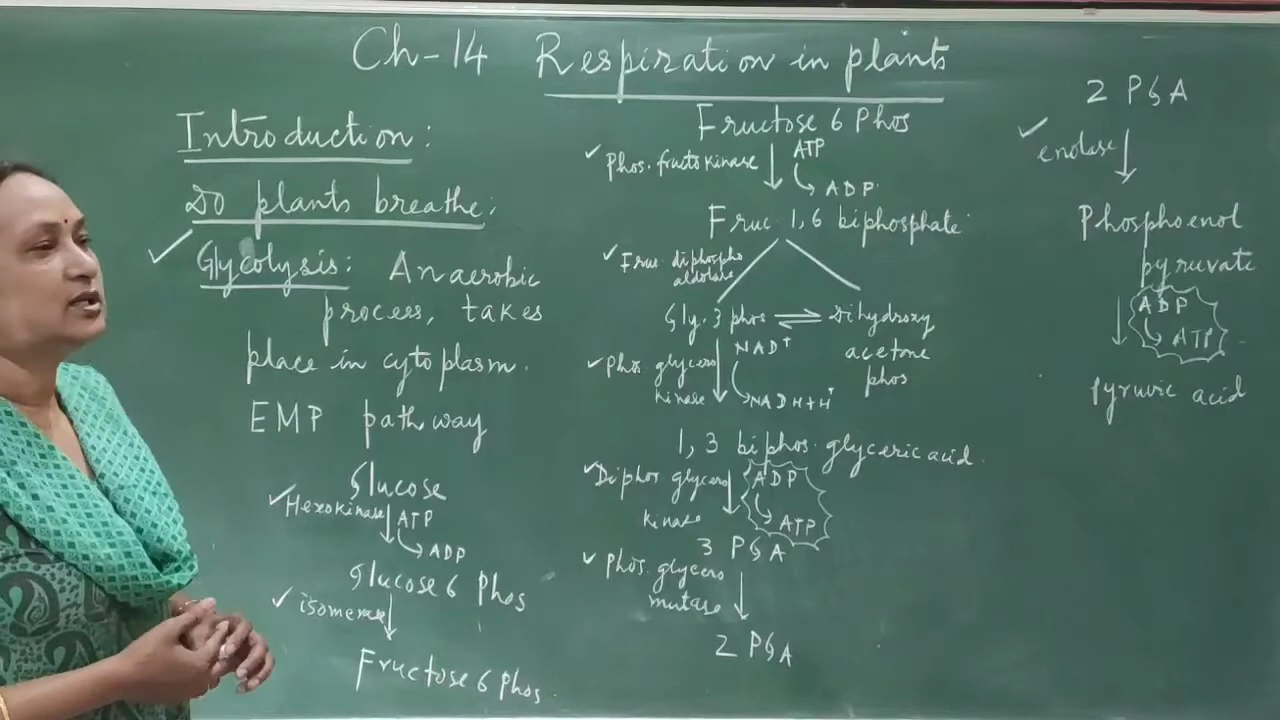 Ch-14 Respiration in plants
Introduction:
Do plants breathe:
Glycolysis: Anaerobic
process, takes
place in cytoplasm.
EMP pathway
Glucose
Hexokinase ATP
ADP
Glucose 6 Phos
isomerase
Fructose 6 Phos.
Fructose 6 Phos
Phos. fructokinase ATP
ADP.
Fruc 1,6 biphosphate
Fruc. diphospho
aldolase
Gly. 3 phos ⇌ Dihydroxy
acetone
phos
NAD+
Phos glycero
kinase NADH+H+
1, 3 biphos. glyceric acid.
Diphos glycero ADP
kinase ATP
3 PGA
Phos. glycero
mutase
2 PGA
2 PGA
enolase
Phosphoenol
pyruvate
ADP
ATP
pyruvic acid